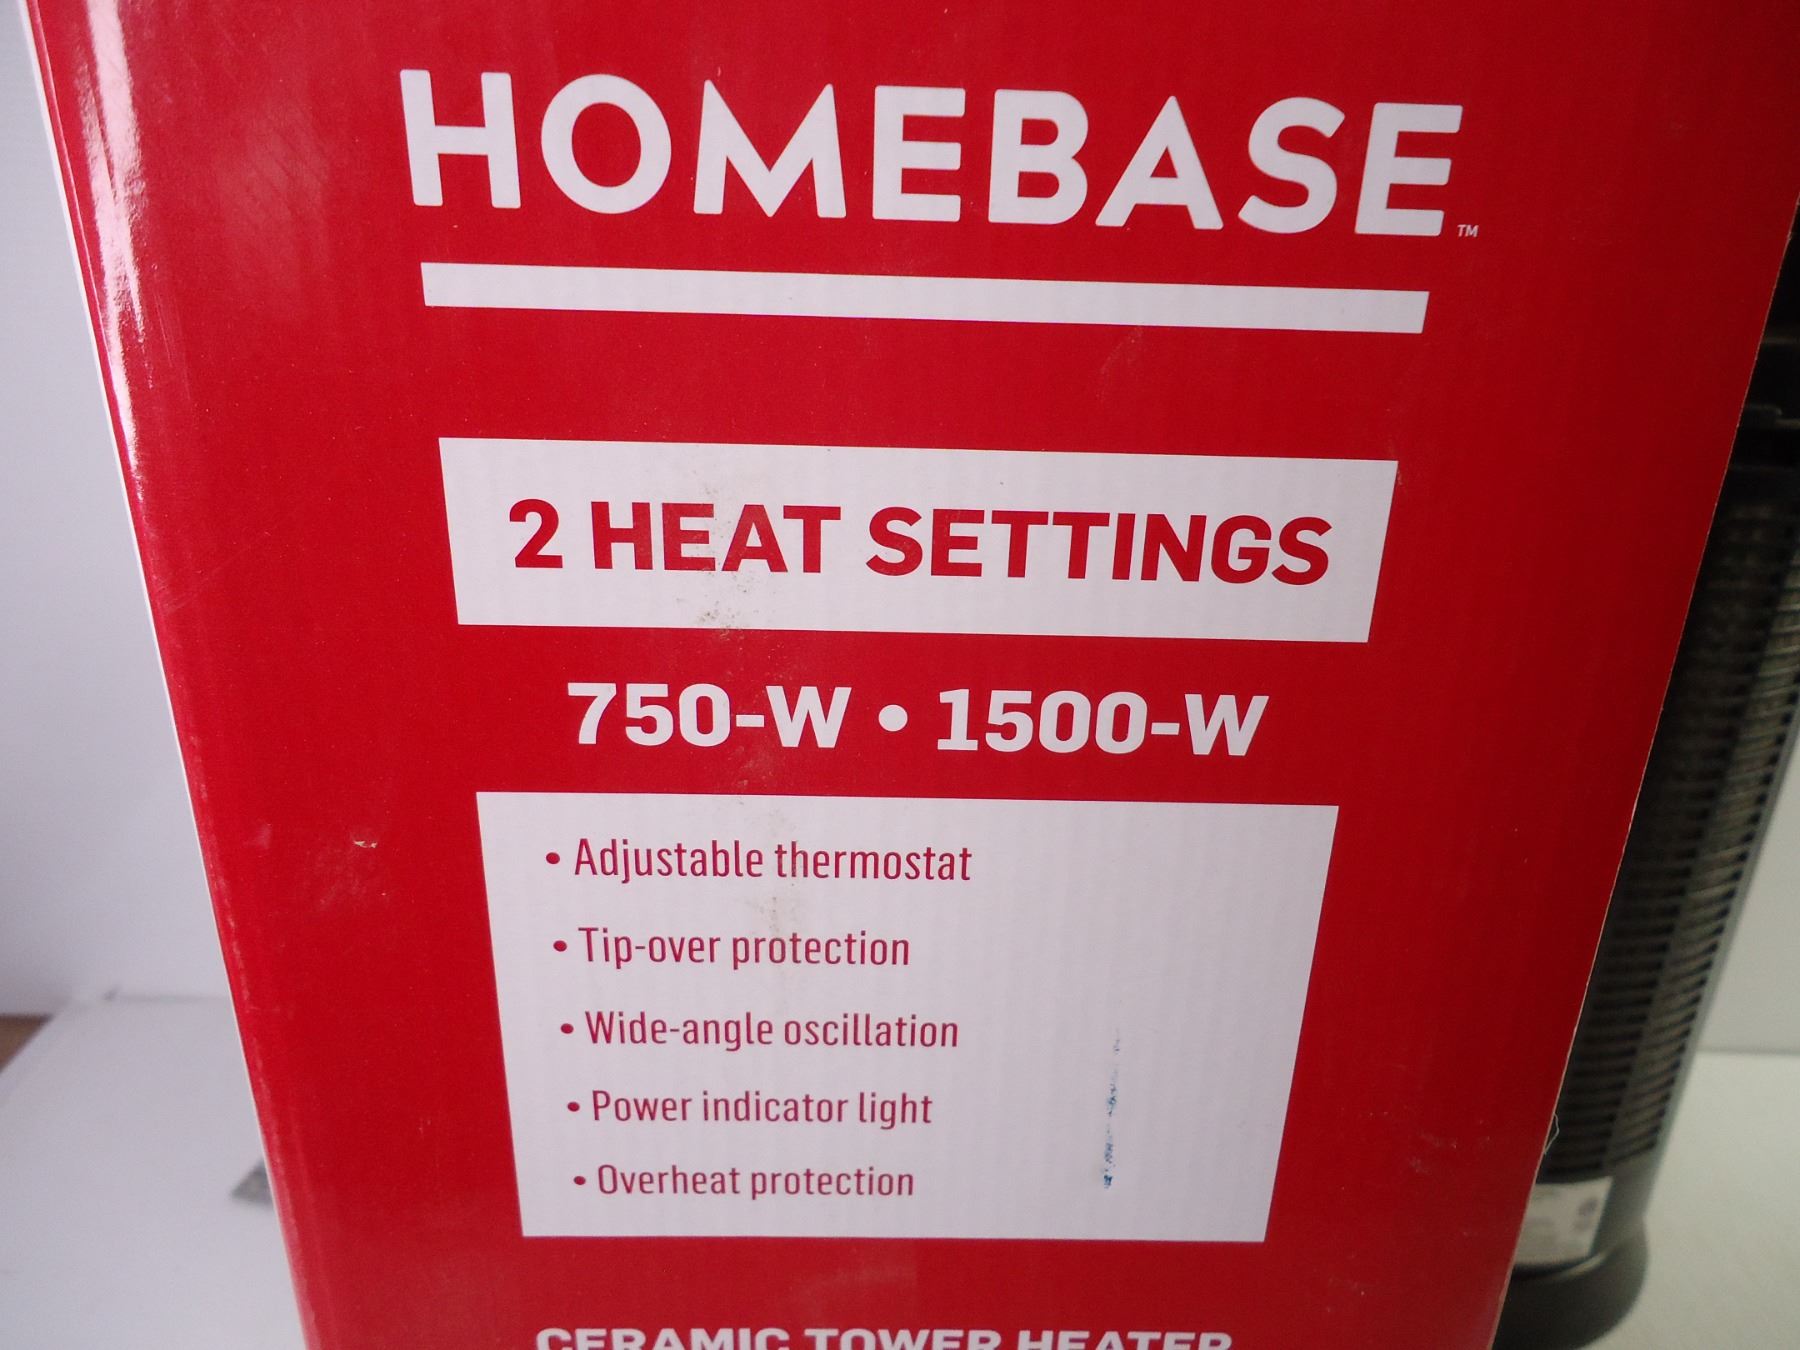 HOMEBASE™
2 HEAT SETTINGS
750-W • 1500-W
• Adjustable thermostat
• Tip-over protection
• Wide-angle oscillation
• Power indicator light
• Overheat protection
CERAMIC TOWER HEATER